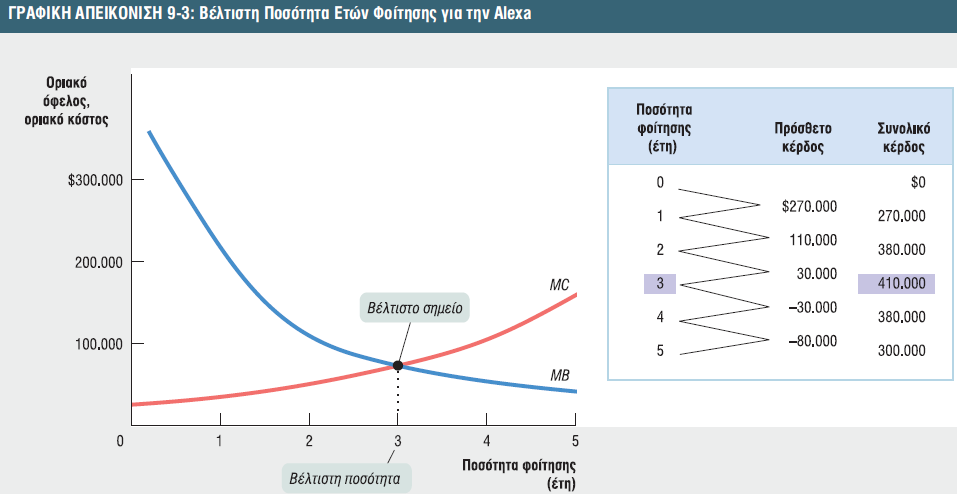 ΓΡΑΦΙΚΗ ΑΠΕΙΚΟΝΙΣΗ 9-3: Βέλτιστη Ποσότητα Ετών Φοίτησης για την Alexa
Οριακό
όφελος,
οριακό κόστος
$300.000
200.000
100.000
0
1
2
3
4
5
MC
MB
Βέλτιστο σημείο
Βέλτιστη ποσότητα
Ποσότητα φοίτησης
(έτη)
Ποσότητα
φοίτησης
(έτη)
Πρόσθετο
κέρδος
Συνολικό
κέρδος
0 $0
$270.000
1 270.000
110.000
2 380.000
30.000
3 410.000
–30.000
4 380.000
–80.000
5 300.000